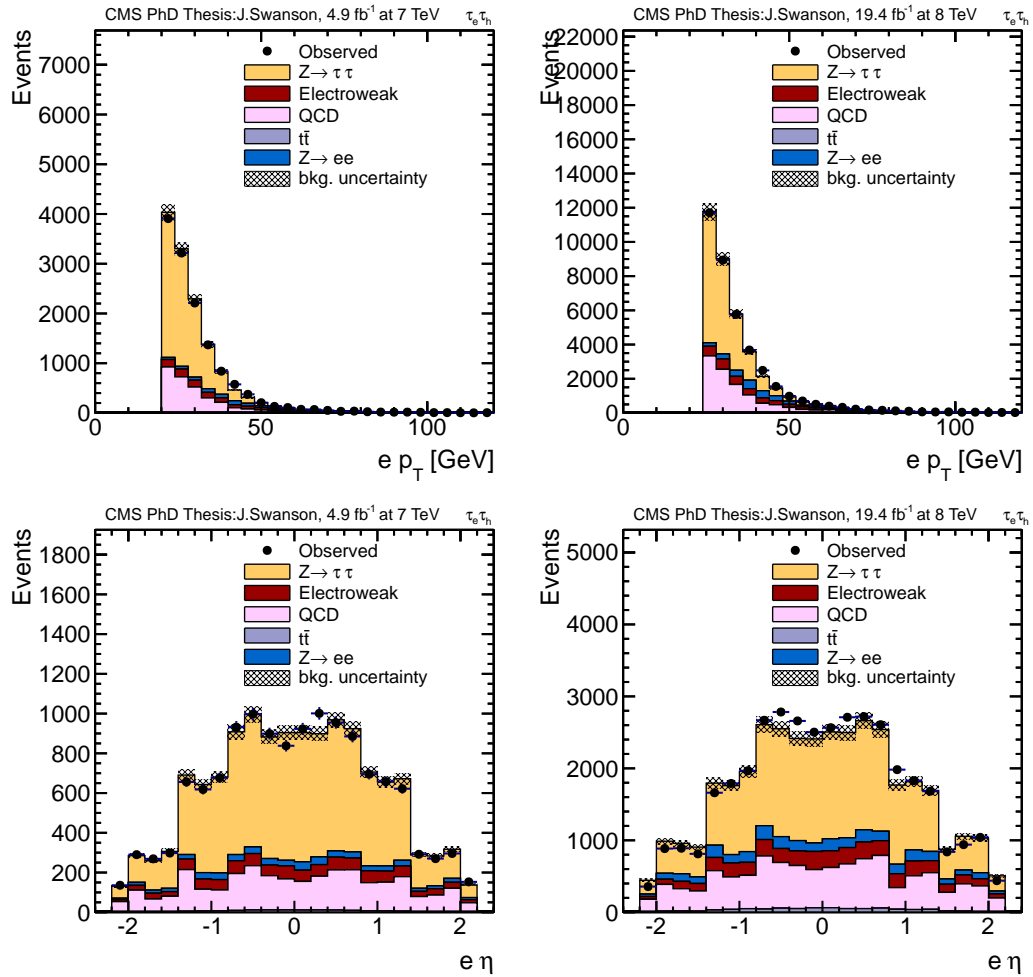 CMS PhD Thesis:J.Swanson, 4.9 fb⁻¹ at 7 TeV τₑτₕ
Events
7000
6000
5000
4000
3000
2000
1000
0
Observed
Z→ τ τ
Electroweak
QCD
tt̄
Z→ ee
bkg. uncertainty
0 50 100
e p_T [GeV]
CMS PhD Thesis:J.Swanson, 19.4 fb⁻¹ at 8 TeV τₑτₕ
Events
22000
20000
18000
16000
14000
12000
10000
8000
6000
4000
2000
0
Observed
Z→ τ τ
Electroweak
QCD
tt̄
Z→ ee
bkg. uncertainty
0 50 100
e p_T [GeV]
CMS PhD Thesis:J.Swanson, 4.9 fb⁻¹ at 7 TeV τₑτₕ
Events
1800
1600
1400
1200
1000
800
600
400
200
0
Observed
Z→ τ τ
Electroweak
QCD
tt̄
Z→ ee
bkg. uncertainty
-2 -1 0 1 2
e η
CMS PhD Thesis:J.Swanson, 19.4 fb⁻¹ at 8 TeV τₑτₕ
Events
5000
4000
3000
2000
1000
0
Observed
Z→ τ τ
Electroweak
QCD
tt̄
Z→ ee
bkg. uncertainty
-2 -1 0 1 2
e η